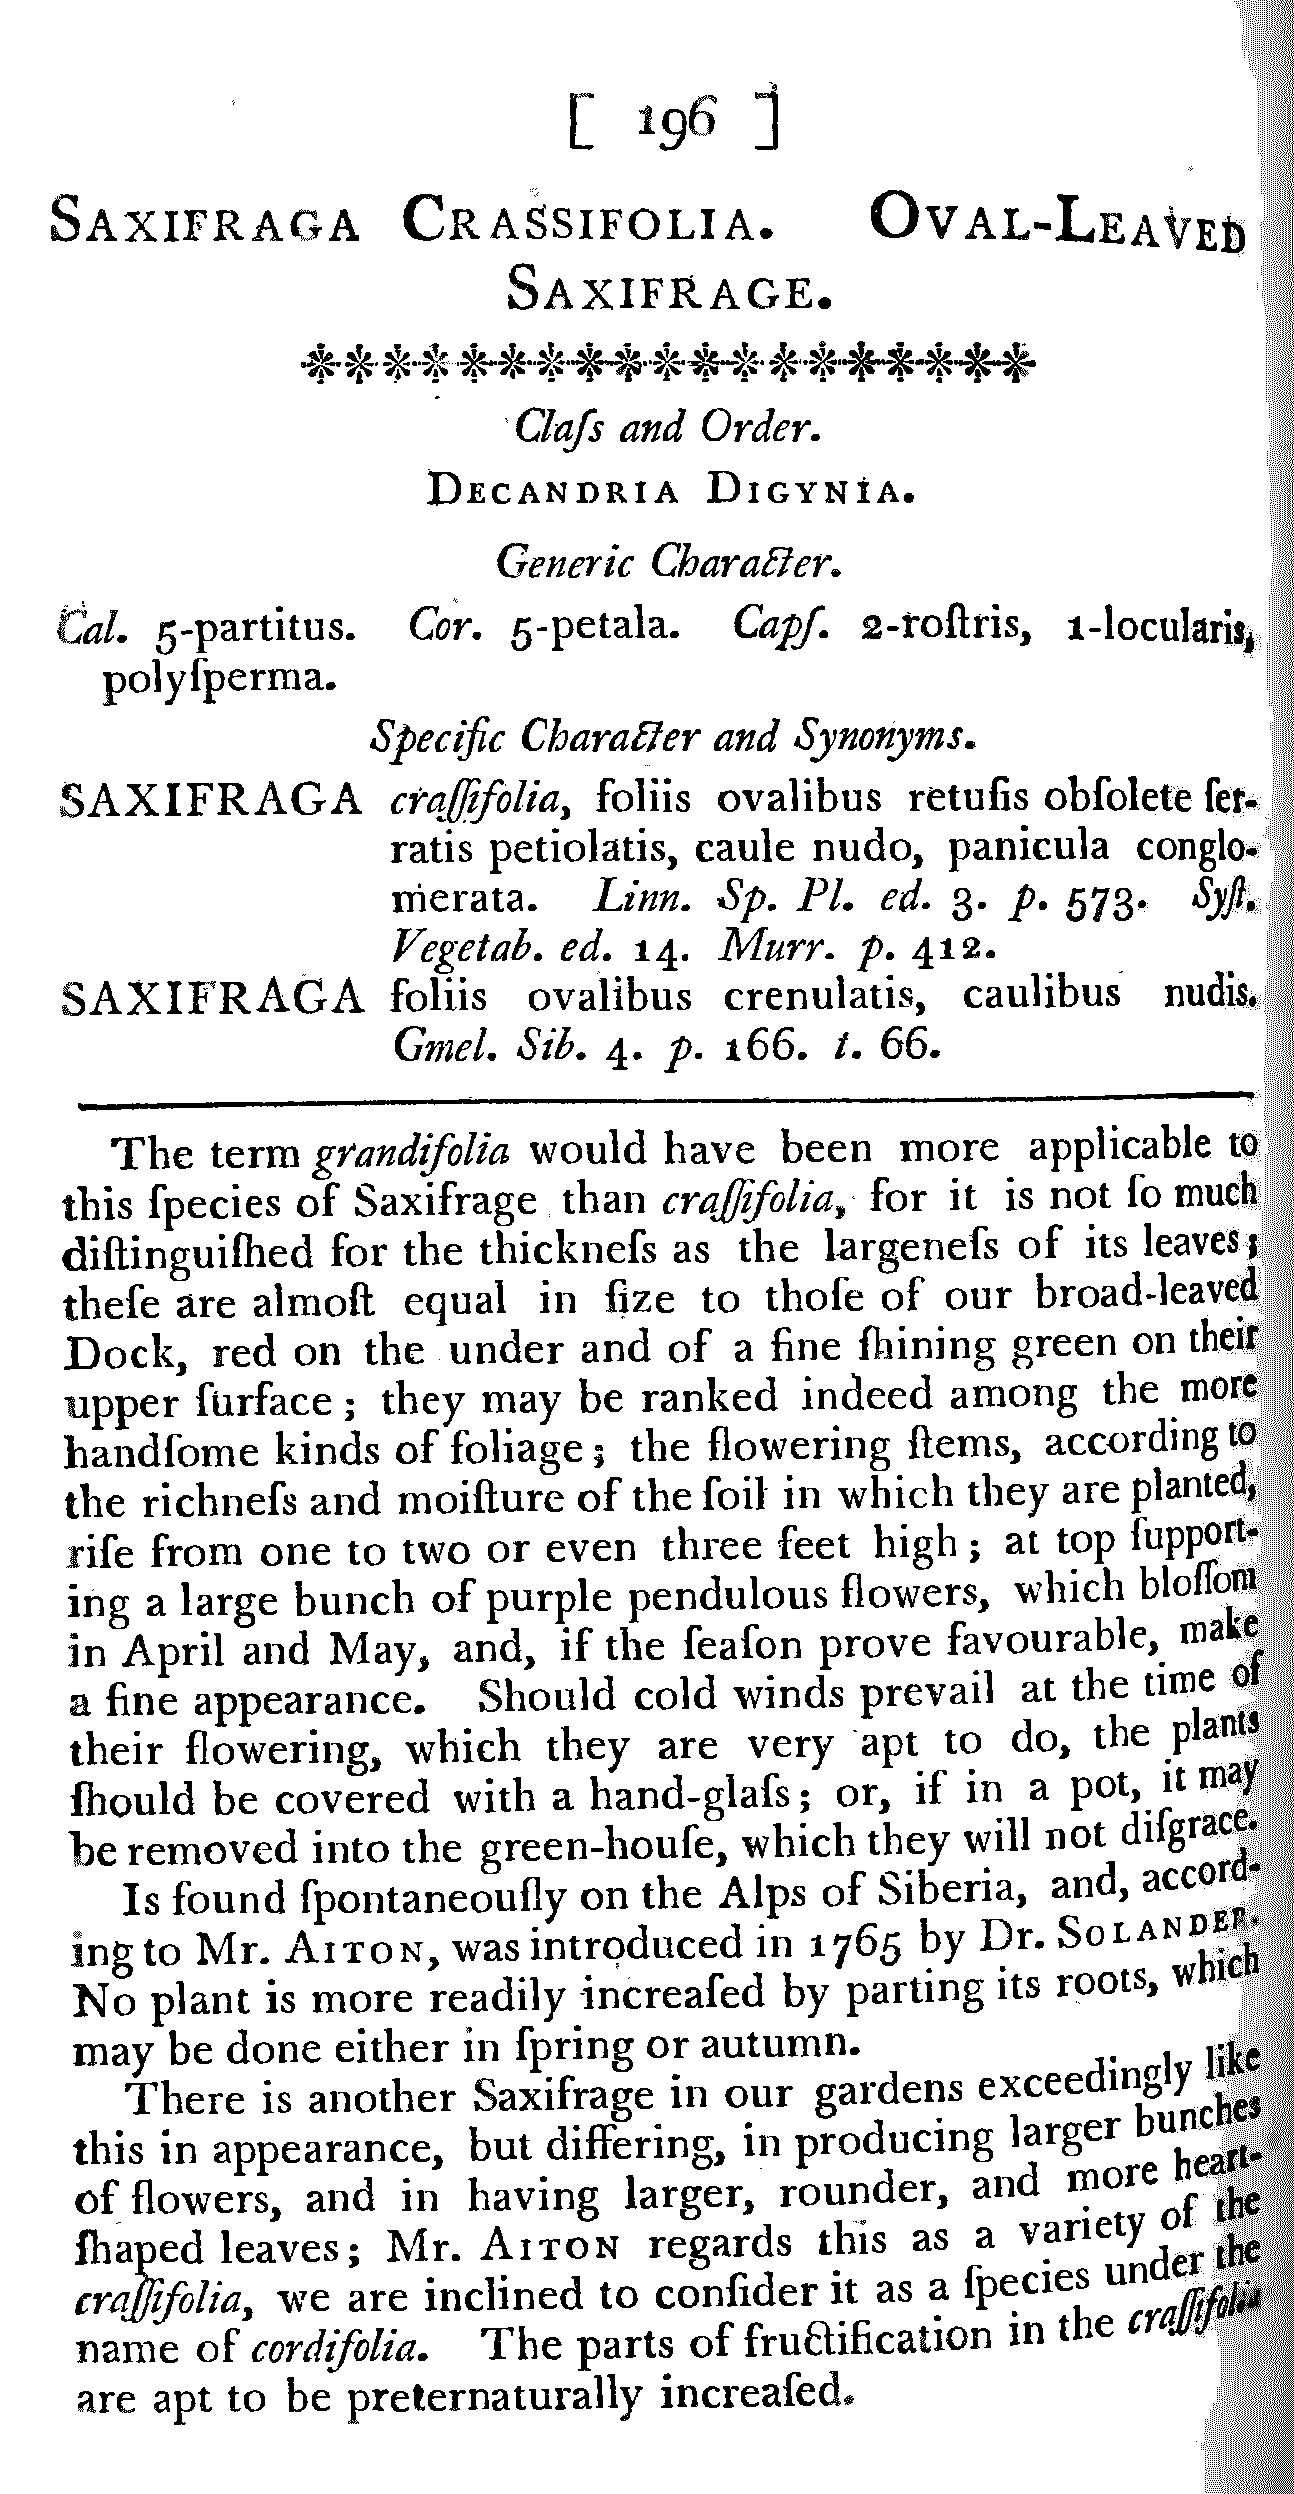 [ 196 ]
SAXIFRAGA CRASSIFOLIA. OVAL-LEAVED
SAXIFRAGE.
Claſs and Order.
DECANDRIA DIGYNIA.
Generic Character.
Cal. 5-partitus. Cor. 5-petala. Capſ. 2-roſtris, 1-locularis,
polyſperma.
Specific Character and Synonyms.
SAXIFRAGA craſſifolia, foliis ovalibus retuſis obſolete ſer-
ratis petiolatis, caule nudo, panicula conglo-
merata. Linn. Sp. Pl. ed. 3. p. 573. Syſt.
Vegetab. ed. 14. Murr. p. 412.
SAXIFRAGA foliis ovalibus crenulatis, caulibus nudis.
Gmel. Sib. 4. p. 166. t. 66.
The term grandifolia would have been more applicable to
this ſpecies of Saxifrage than craſſifolia, for it is not ſo much
diſtinguiſhed for the thickneſs as the largeneſs of its leaves;
theſe are almoſt equal in ſize to thoſe of our broad-leaved
Dock, red on the under and of a fine ſhining green on their
upper ſurface; they may be ranked indeed among the more
handſome kinds of foliage; the flowering ſtems, according to
the richneſs and moiſture of the ſoil in which they are planted,
riſe from one to two or even three feet high; at top ſupport-
ing a large bunch of purple pendulous flowers, which bloſſom
in April and May, and, if the ſeaſon prove favourable, make
a fine appearance. Should cold winds prevail at the time of
their flowering, which they are very apt to do, the plants
ſhould be covered with a hand-glaſs; or, if in a pot, it may
be removed into the green-houſe, which they will not diſgrace.
Is found ſpontaneouſly on the Alps of Siberia, and, accord-
ing to Mr. AITON, was introduced in 1765 by Dr. SOLANDER.
No plant is more readily increaſed by parting its roots, which
may be done either in ſpring or autumn.
There is another Saxifrage in our gardens exceedingly like
this in appearance, but differing, in producing larger bunches
of flowers, and in having larger, rounder, and more heart-
ſhaped leaves; Mr. AITON regards this as a variety of the
craſſifolia, we are inclined to conſider it as a ſpecies under the
name of cordifolia. The parts of fructification in the craſſifolia
are apt to be preternaturally increaſed.